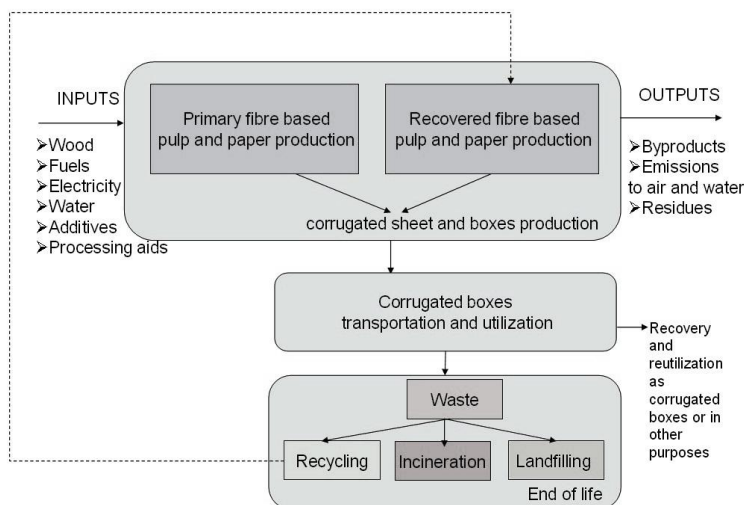 INPUTS
➢Wood
➢Fuels
➢Electricity
➢Water
➢Additives
➢Processing aids
Primary fibre based
pulp and paper production
Recovered fibre based
pulp and paper production
corrugated sheet and boxes production
OUTPUTS
➢Byproducts
➢Emissions
to air and water
➢Residues
Corrugated boxes
transportation and utilization
Recovery
and
reutilization
as
corrugated
boxes or in
other
purposes
Waste
Recycling
Incineration
Landfilling
End of life